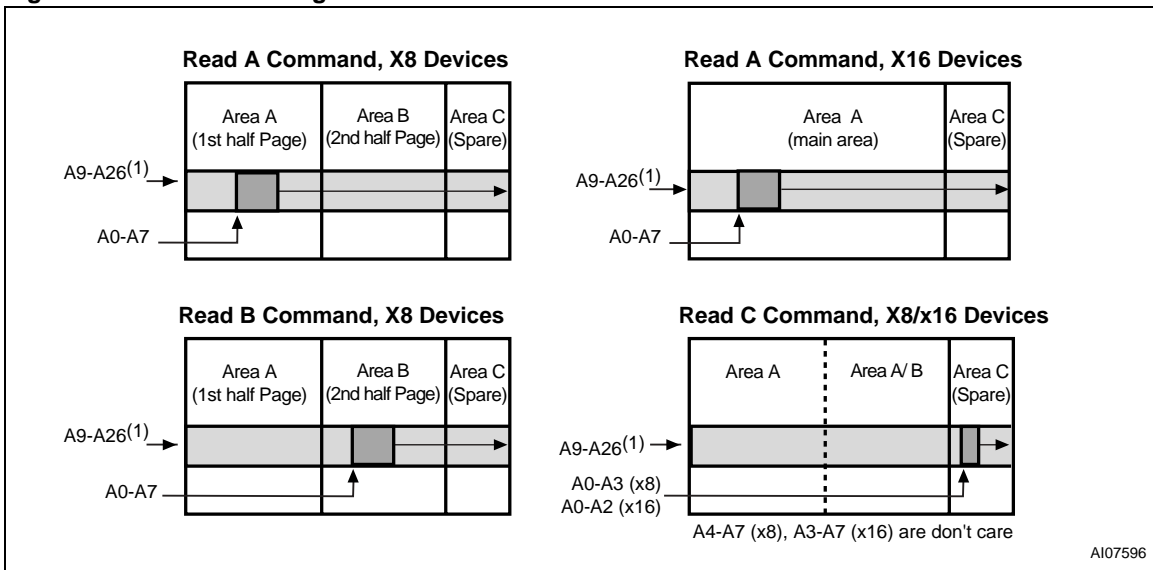 Read A Command, X8 Devices
Area A
(1st half Page)
Area B
(2nd half Page)
Area C
(Spare)
A9-A26(1)
A0-A7
Read A Command, X16 Devices
Area A
(main area)
Area C
(Spare)
A9-A26(1)
A0-A7
Read B Command, X8 Devices
Area A
(1st half Page)
Area B
(2nd half Page)
Area C
(Spare)
A9-A26(1)
A0-A7
Read C Command, X8/x16 Devices
Area A
Area A/ B
Area C
(Spare)
A9-A26(1)
A0-A3 (x8)
A0-A2 (x16)
A4-A7 (x8), A3-A7 (x16) are don't care
AI07596